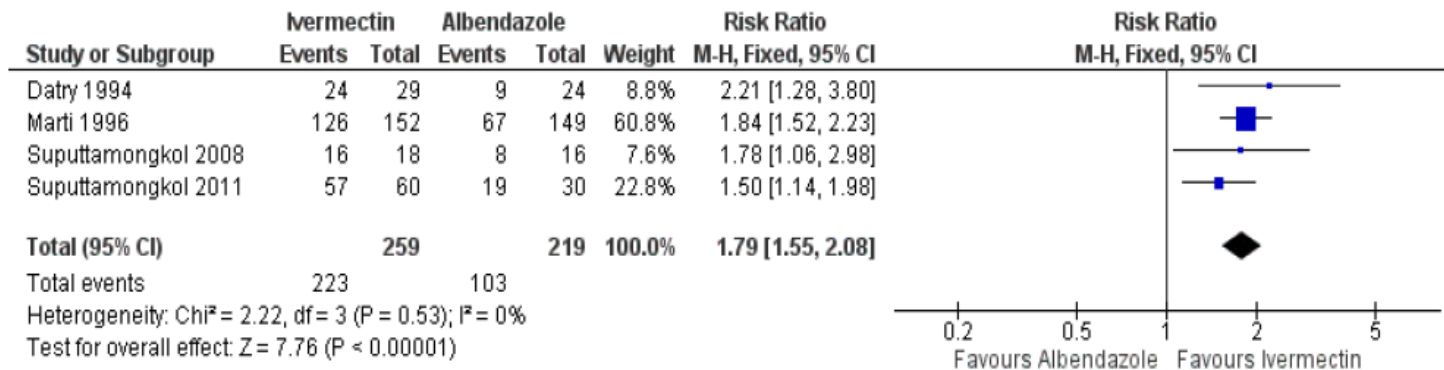 Ivermectin Albendazole Risk Ratio Risk Ratio
Study or Subgroup Events Total Events Total Weight M-H, Fixed, 95% CI M-H, Fixed, 95% CI
Datry 1994 24 29 9 24 8.8% 2.21 [1.28, 3.80]
Marti 1996 126 152 67 149 60.8% 1.84 [1.52, 2.23]
Suputtamongkol 2008 16 18 8 16 7.6% 1.78 [1.06, 2.98]
Suputtamongkol 2011 57 60 19 30 22.8% 1.50 [1.14, 1.98]
Total (95% CI) 259 219 100.0% 1.79 [1.55, 2.08]
Total events 223 103
Heterogeneity: Chi² = 2.22, df = 3 (P = 0.53); I² = 0%
Test for overall effect: Z = 7.76 (P < 0.00001)
0.2 0.5 1 2 5
Favours Albendazole Favours Ivermectin